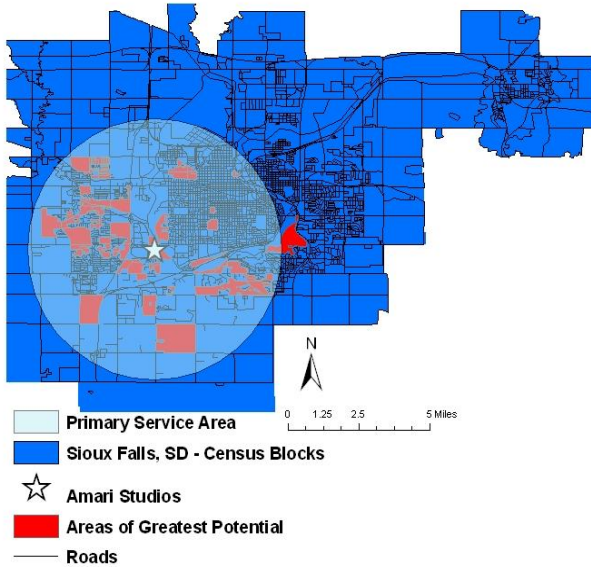 N
0 1.25 2.5 5 Miles
Primary Service Area
Sioux Falls, SD - Census Blocks
Amari Studios
Areas of Greatest Potential
Roads